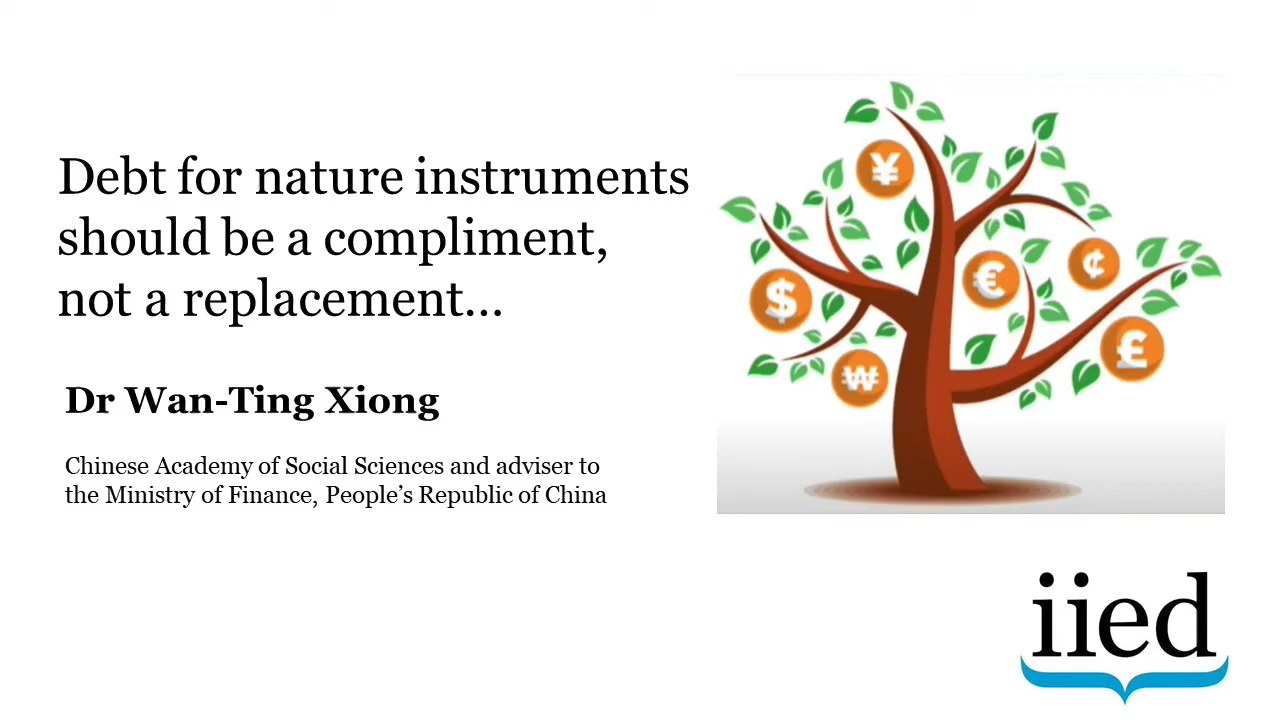 Debt for nature instruments
should be a compliment,
not a replacement...
Dr Wan-Ting Xiong
Chinese Academy of Social Sciences and adviser to
the Ministry of Finance, People’s Republic of China
¥
$
€
¢
£
₩
iied